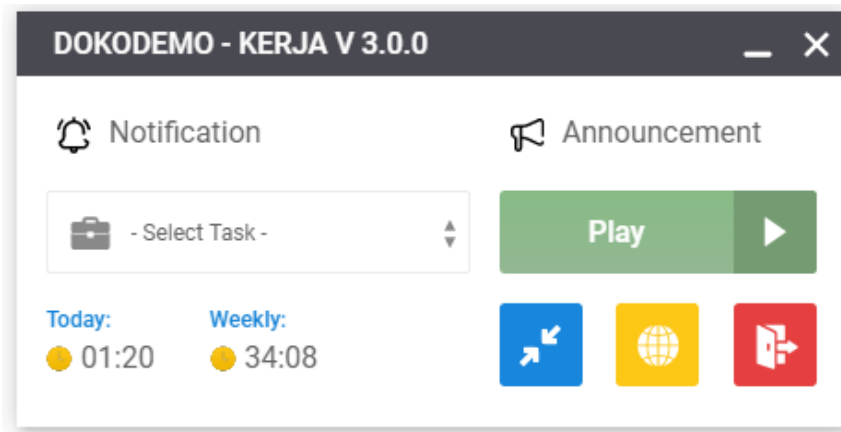 DOKODEMO - KERJA V 3.0.0
Notification
Announcement
- Select Task -
Play
Today:
Weekly:
01:20
34:08